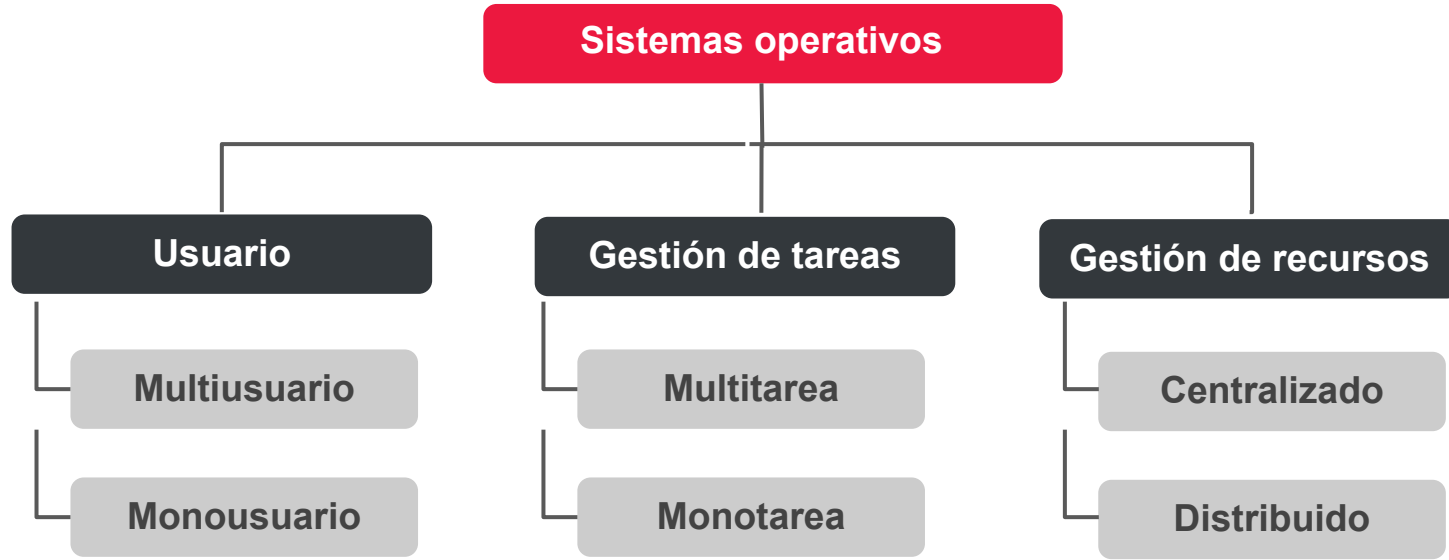 Sistemas operativos
Usuario
Gestión de tareas
Gestión de recursos
Multiusuario
Multitarea
Centralizado
Monousuario
Monotarea
Distribuido